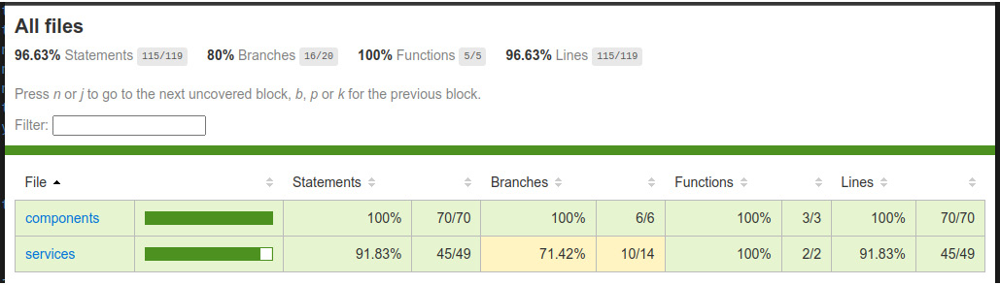 All files
96.63% Statements 115/119 80% Branches 16/20 100% Functions 5/5 96.63% Lines 115/119
Press n or j to go to the next uncovered block, b, p or k for the previous block.
Filter:
File Statements Branches Functions Lines
components 100% 70/70 100% 6/6 100% 3/3 100% 70/70
services 91.83% 45/49 71.42% 10/14 100% 2/2 91.83% 45/49